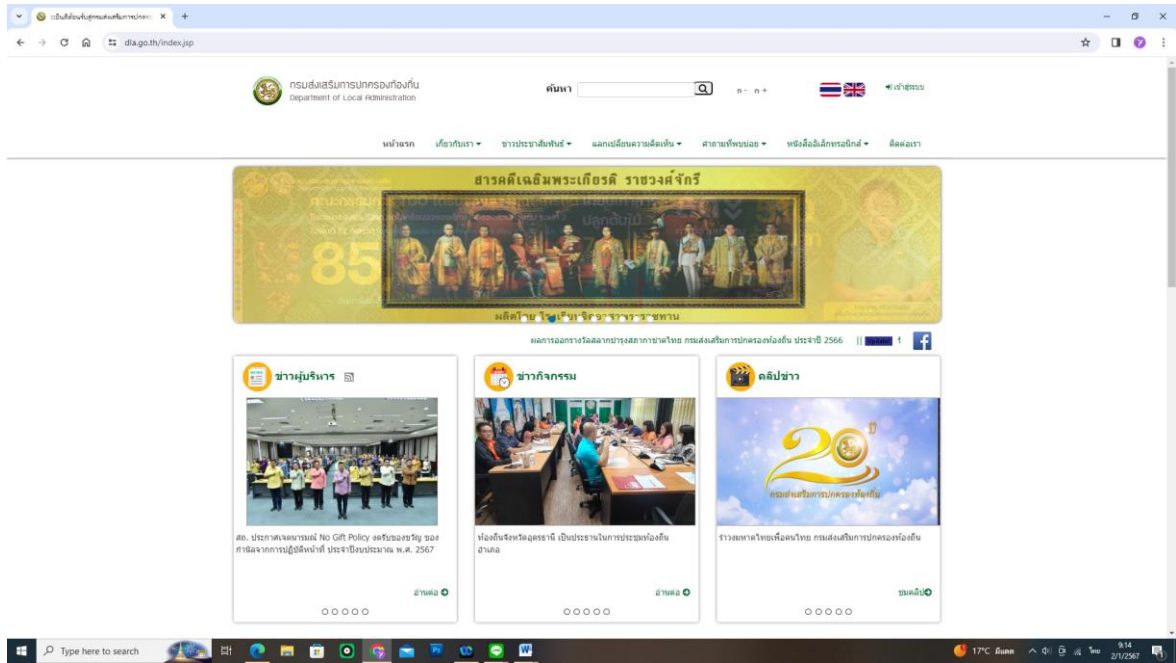 dla.go.th/index.jsp
กรมส่งเสริมการปกครองท้องถิ่น
Department of Local Administration
ค้นหา
ก - ก +
เข้าสู่ระบบ
หน้าแรก เกี่ยวกับเรา ข่าวประชาสัมพันธ์ แลกเปลี่ยนความคิดเห็น คำถามที่พบบ่อย หนังสืออิเล็กทรอนิกส์ ติดต่อเรา
สารคดีเฉลิมพระเกียรติ ราชวงศ์จักรี
ปลูกต้นไม้
85
ผลการออกรางวัลสลากบำรุงสภากาชาดไทย กรมส่งเสริมการปกครองท้องถิ่น ประจำปี 2566 ||
ข่าวผู้บริหาร
สถ. ประกาศเจตนารมณ์ No Gift Policy งดรับของขวัญ ของ
กำนัลจากการปฏิบัติหน้าที่ ประจำปีงบประมาณ พ.ศ. 2567
อ่านต่อ
ข่าวกิจกรรม
ท้องถิ่นจังหวัดอุดรธานี เป็นประธานในการประชุมท้องถิ่น
อำเภอ
อ่านต่อ
คลิปข่าว
20 ปี
กรมส่งเสริมการปกครองท้องถิ่น
รำวงมหาดไทยเพื่อคนไทย กรมส่งเสริมการปกครองท้องถิ่น
ชมคลิป
Type here to search
17°C มีเมฆ
ไทย
9:14
2/1/2567